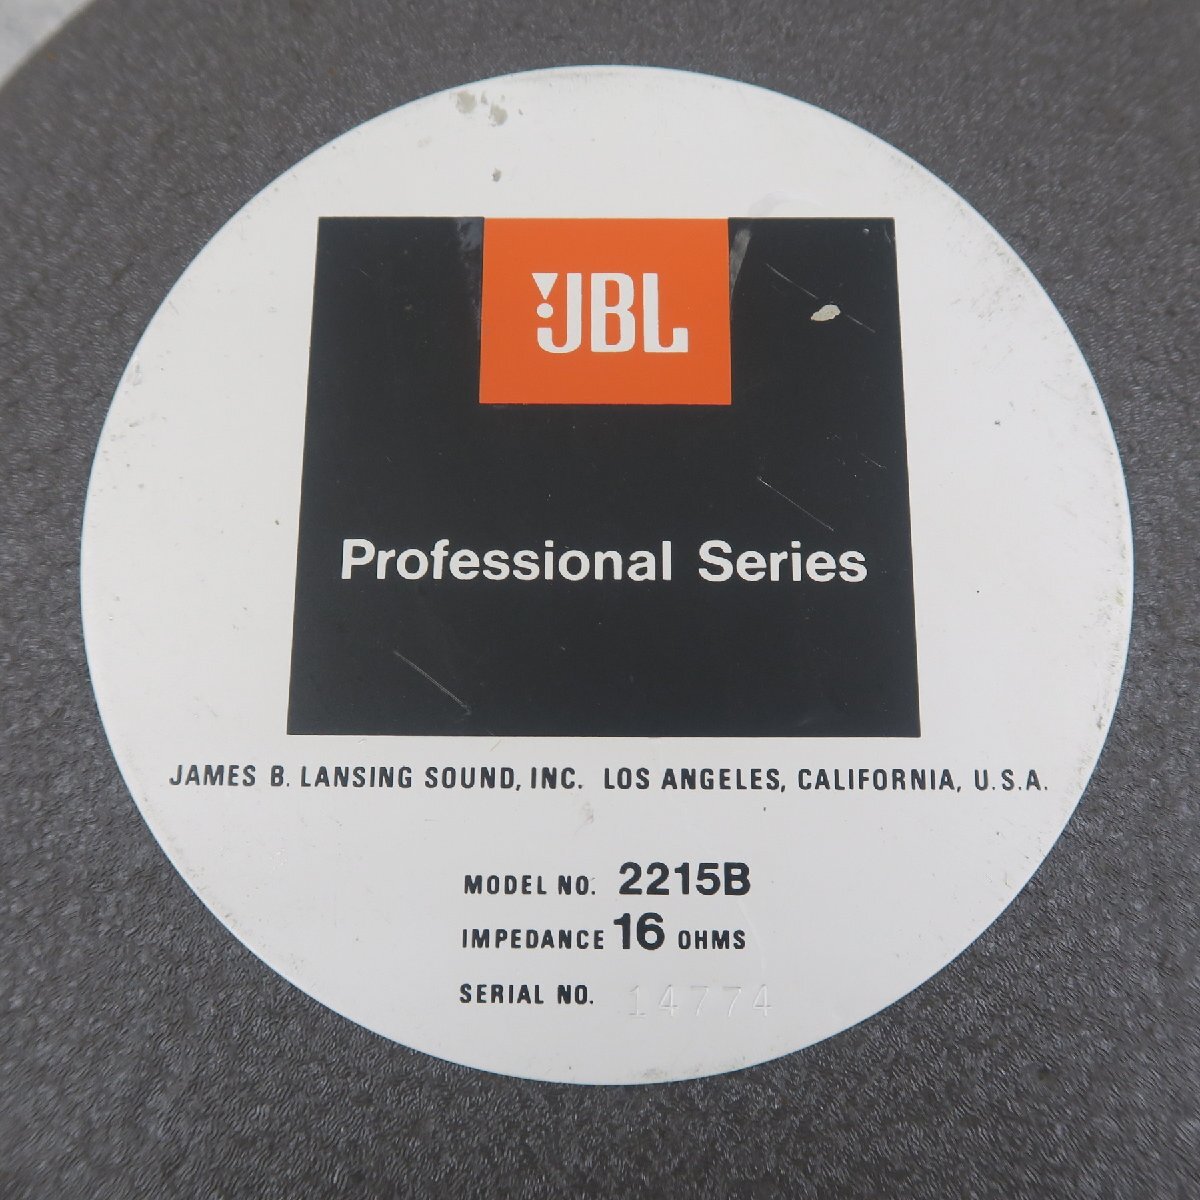 JBL
Professional Series
JAMES B. LANSING SOUND, INC. LOS ANGELES, CALIFORNIA, U.S.A.
MODEL NO. 2215B
IMPEDANCE 16 OHMS
SERIAL NO. 14774